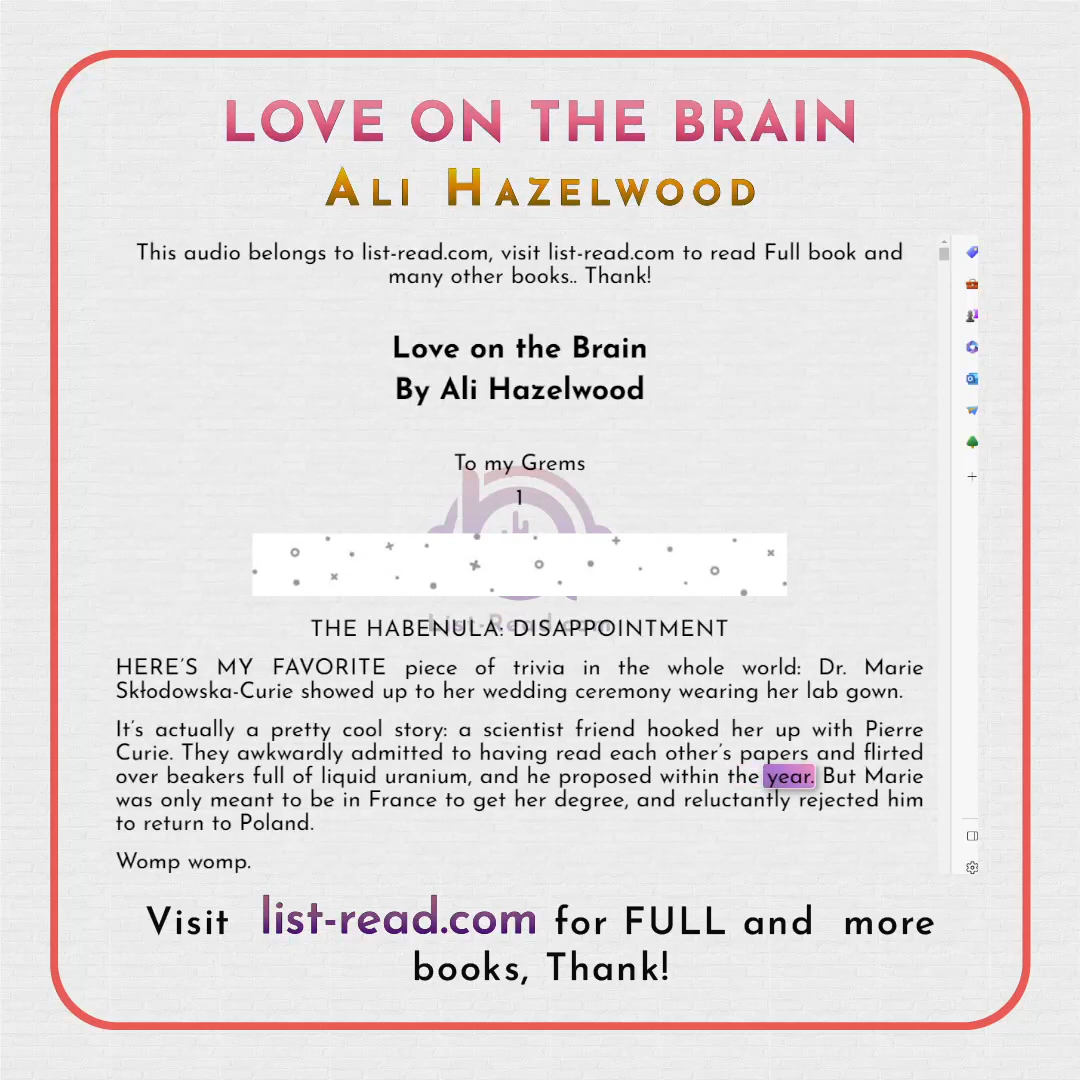 LOVE ON THE BRAIN
ALI HAZELWOOD
This audio belongs to list-read.com, visit list-read.com to read Full book and
many other books.. Thank!
Love on the Brain
By Ali Hazelwood
To my Grems
1
List-Read.com
THE HABENULA: DISAPPOINTMENT
HERE'S MY FAVORITE piece of trivia in the whole world: Dr. Marie
Skłodowska-Curie showed up to her wedding ceremony wearing her lab gown.
It's actually a pretty cool story: a scientist friend hooked her up with Pierre
Curie. They awkwardly admitted to having read each other's papers and flirted
over beakers full of liquid uranium, and he proposed within the year. But Marie
was only meant to be in France to get her degree, and reluctantly rejected him
to return to Poland.
Womp womp.
Visit list-read.com for FULL and more
books, Thank!